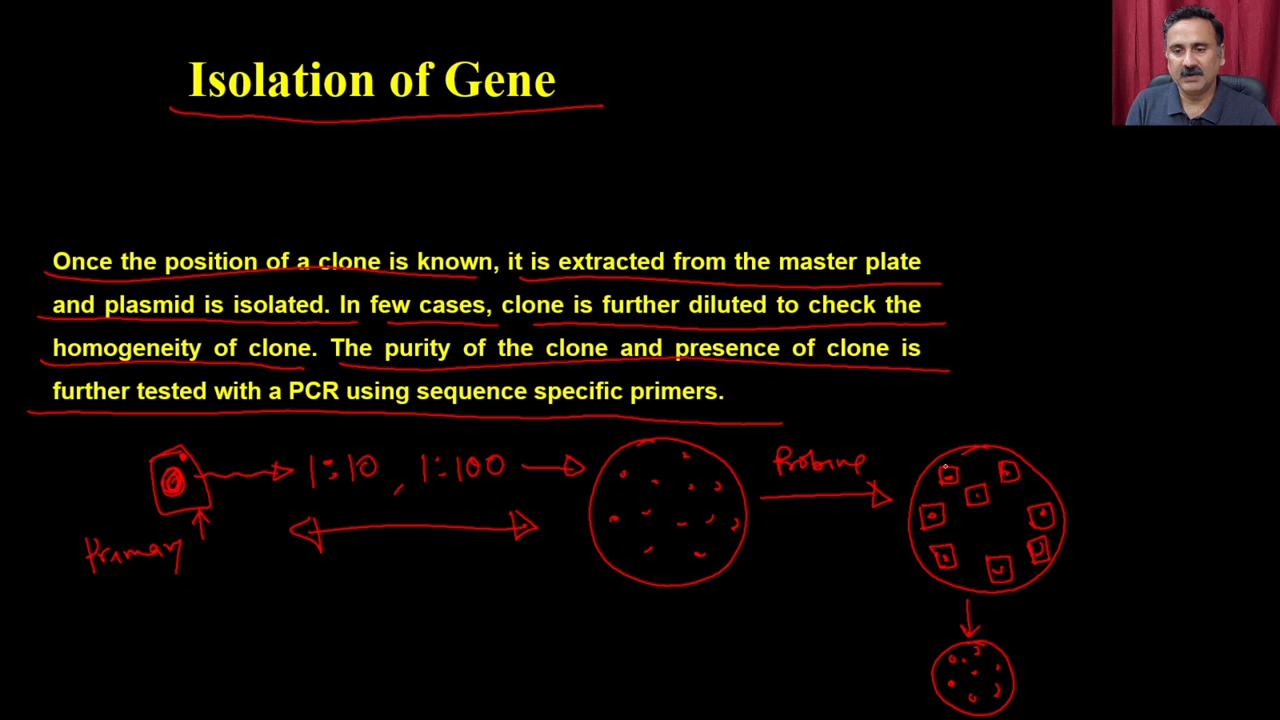 Isolation of Gene
Once the position of a clone is known, it is extracted from the master plate
and plasmid is isolated. In few cases, clone is further diluted to check the
homogeneity of clone. The purity of the clone and presence of clone is
further tested with a PCR using sequence specific primers.
1:10, 1:100
Probing
Primary